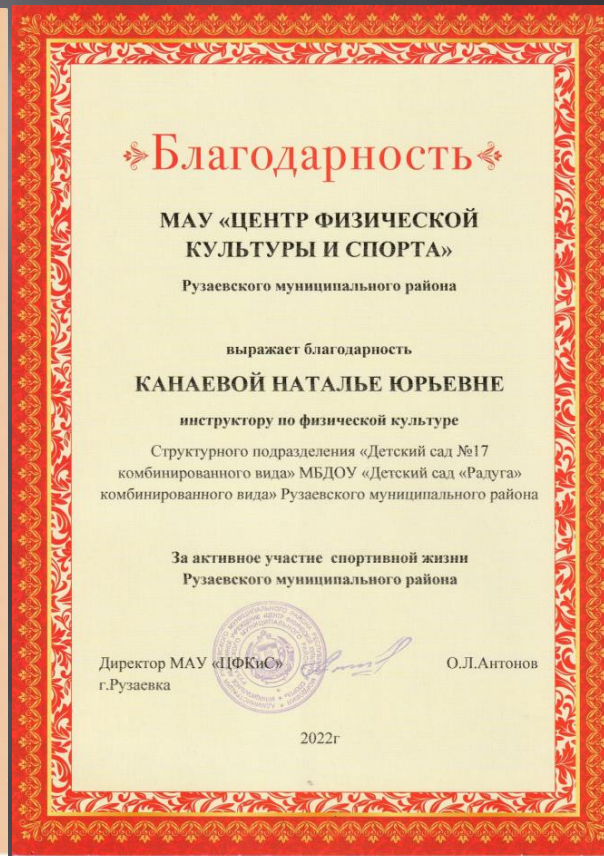 Благодарность
МАУ «ЦЕНТР ФИЗИЧЕСКОЙ
КУЛЬТУРЫ И СПОРТА»
Рузаевского муниципального района
выражает благодарность
КАНАЕВОЙ НАТАЛЬЕ ЮРЬЕВНЕ
инструктору по физической культуре
Структурного подразделения «Детский сад №17
комбинированного вида» МБДОУ «Детский сад «Радуга»
комбинированного вида» Рузаевского муниципального района
За активное участие спортивной жизни
Рузаевского муниципального района
Директор МАУ «ЦФКиС» О.Л.Антонов
г.Рузаевка
2022г